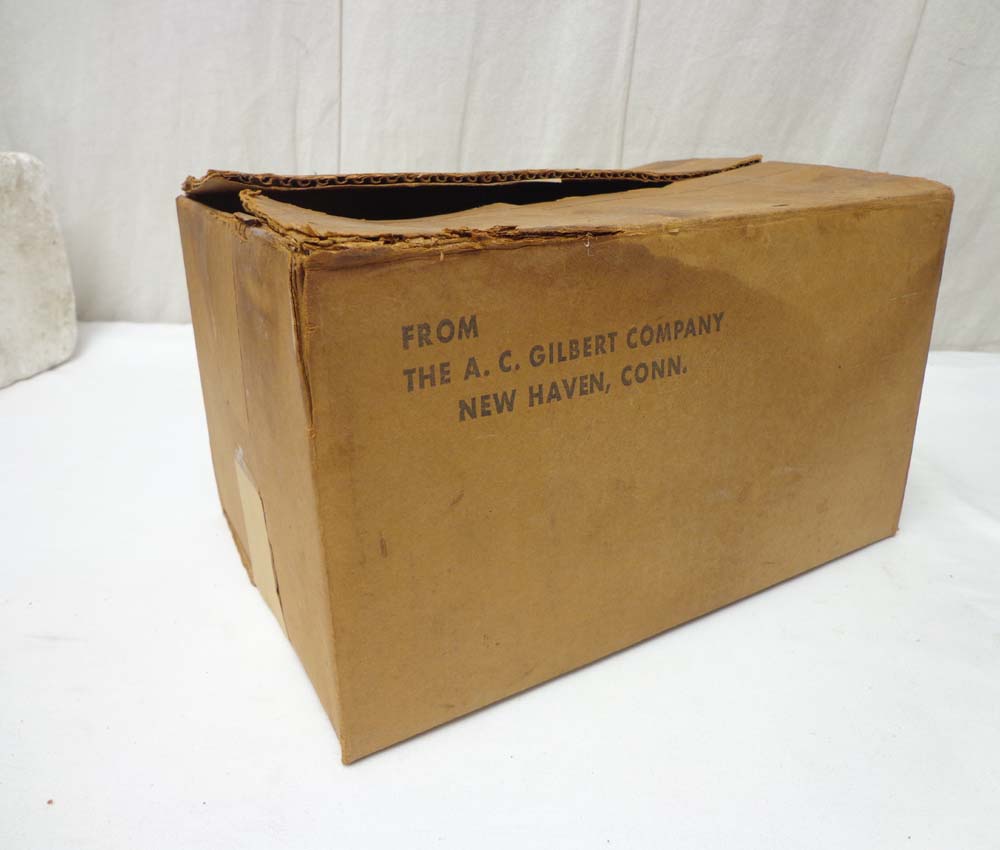 FROM
THE A. C. GILBERT COMPANY
NEW HAVEN, CONN.